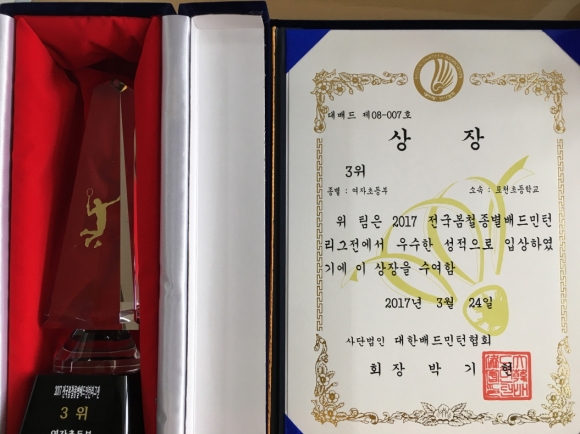 대배드 제08-007호
상 장
3위
종별 : 여자초등부 소속 : 포천초등학교
위 팀은 2017 전국봄철종별배드민턴
리그전에서 우수한 성적으로 입상하였
기에 이 상장을 수여함
2017년 3월 24일
사단법인 대한배드민턴협회
회 장 박 기 현
3 위
여자초등부